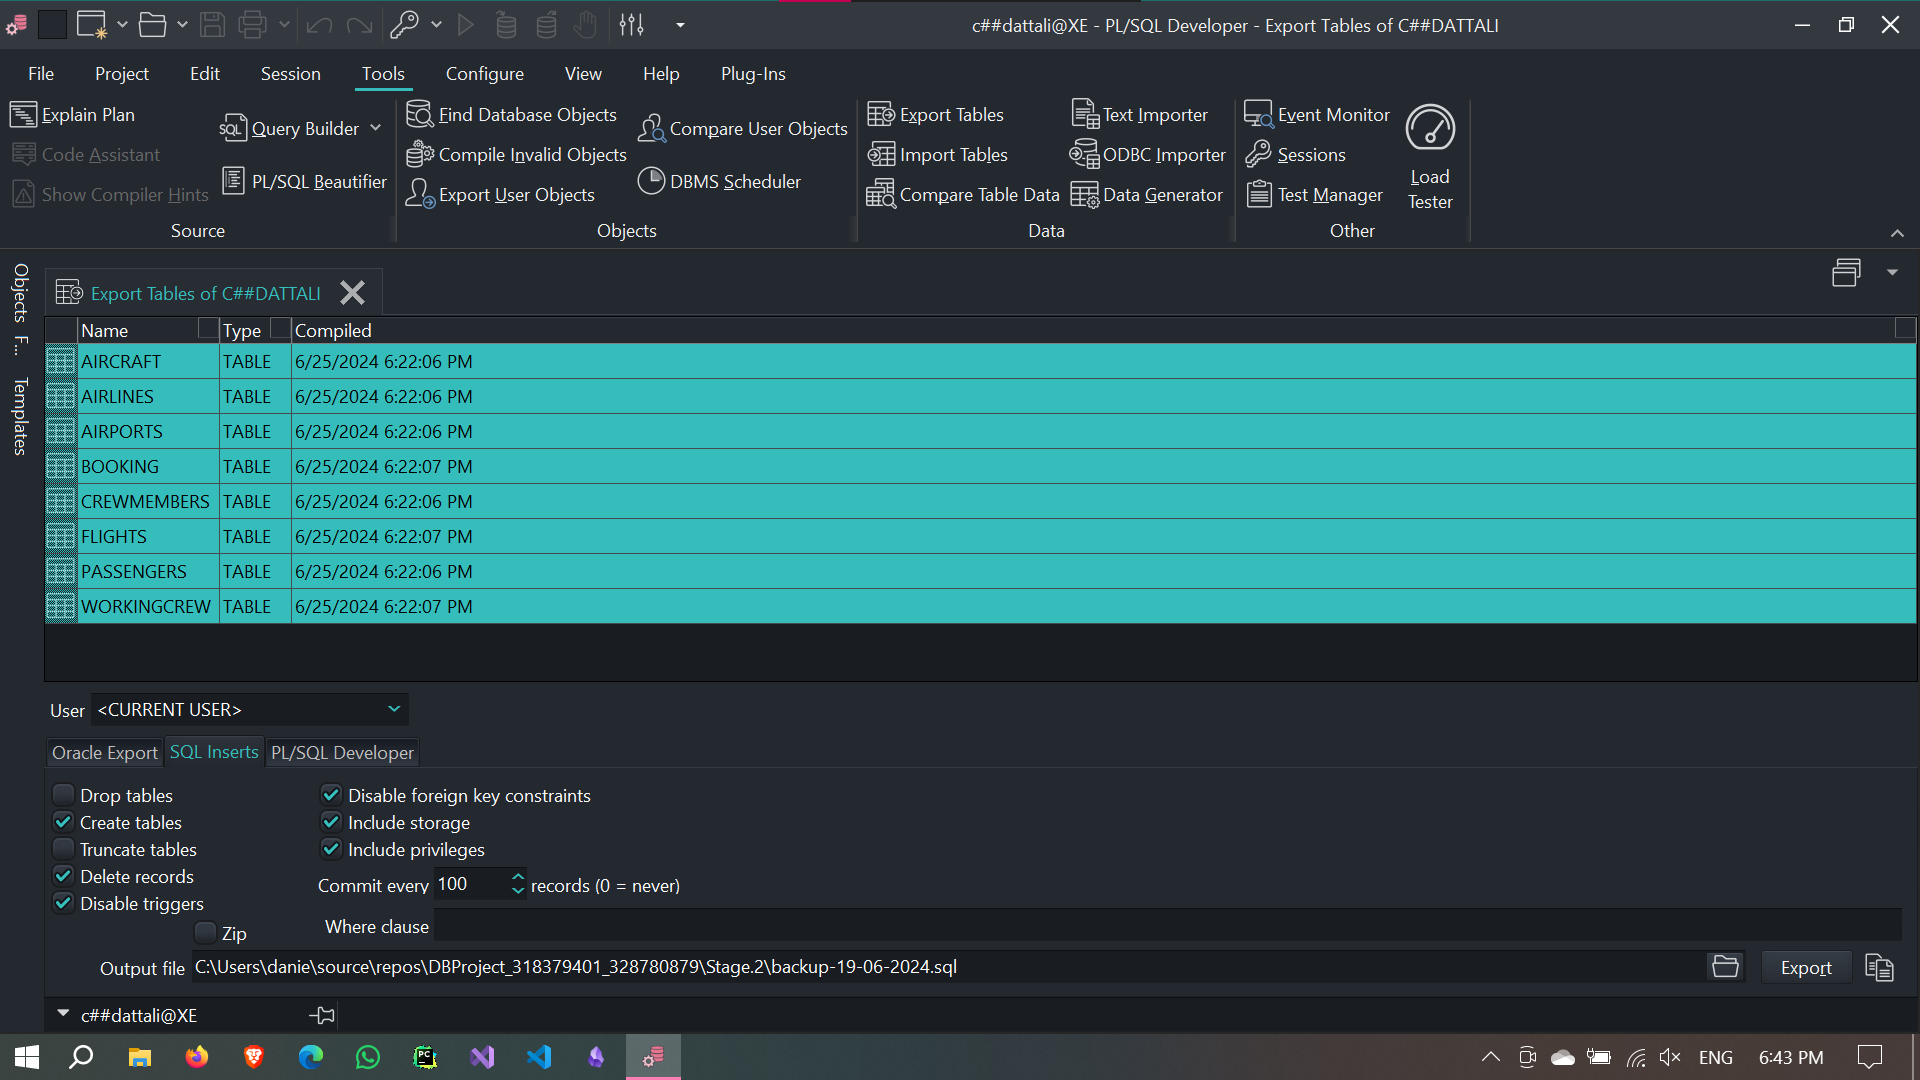 c##dattali@XE - PL/SQL Developer - Export Tables of C##DATTALI
File Project Edit Session Tools Configure View Help Plug-Ins
Explain Plan
Code Assistant
Show Compiler Hints
Query Builder
PL/SQL Beautifier
Source
Find Database Objects
Compile Invalid Objects
Export User Objects
Compare User Objects
DBMS Scheduler
Objects
Export Tables
Import Tables
Compare Table Data
Text Importer
ODBC Importer
Data Generator
Data
Event Monitor
Sessions
Test Manager
Load
Tester
Other
Objects
F...
Templates
Export Tables of C##DATTALI
Name Type Compiled
AIRCRAFT TABLE 6/25/2024 6:22:06 PM
AIRLINES TABLE 6/25/2024 6:22:06 PM
AIRPORTS TABLE 6/25/2024 6:22:06 PM
BOOKING TABLE 6/25/2024 6:22:07 PM
CREWMEMBERS TABLE 6/25/2024 6:22:06 PM
FLIGHTS TABLE 6/25/2024 6:22:07 PM
PASSENGERS TABLE 6/25/2024 6:22:06 PM
WORKINGCREW TABLE 6/25/2024 6:22:07 PM
User <CURRENT USER>
Oracle Export SQL Inserts PL/SQL Developer
Drop tables
Create tables
Truncate tables
Delete records
Disable triggers
Disable foreign key constraints
Include storage
Include privileges
Commit every 100 records (0 = never)
Zip
Where clause
Output file C:\Users\danie\source\repos\DBProject_318379401_328780879\Stage.2\backup-19-06-2024.sql
Export
c##dattali@XE
ENG 6:43 PM